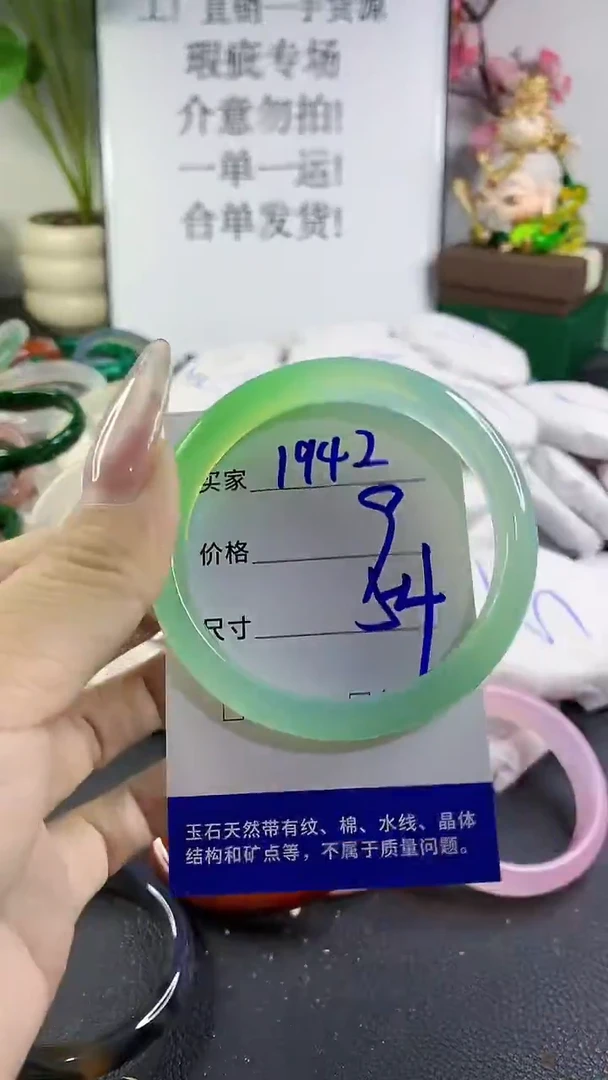 工厂直销一手货源
瑕疵专场
介意勿拍!
一单一运!
合单发货!
买家 1942
价格 9
尺寸 54
玉石天然带有纹、棉、水线、晶体
结构和矿点等，不属于质量问题。